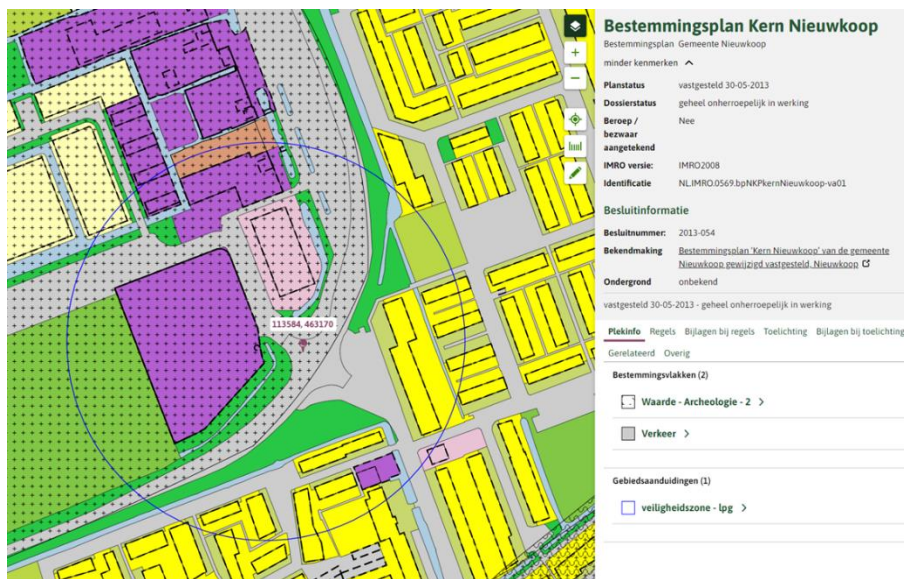 Bestemmingsplan Kern Nieuwkoop
Bestemmingsplan Gemeente Nieuwkoop
minder kenmerken
Planstatus vastgesteld 30-05-2013
Dossierstatus geheel onherroepelijk in werking
Beroep / Nee
bezwaar
aangetekend
IMRO versie: IMRO2008
Identificatie NL.IMRO.0569.bpNKPkernNieuwkoop-va01
Besluitinformatie
Besluitnummer: 2013-054
Bekendmaking Bestemmingsplan 'Kern Nieuwkoop' van de gemeente
Nieuwkoop gewijzigd vastgesteld, Nieuwkoop
Ondergrond onbekend
vastgesteld 30-05-2013 - geheel onherroepelijk in werking
Plekinfo Regels Bijlagen bij regels Toelichting Bijlagen bij toelichting
Gerelateerd Overig
Bestemmingsvlakken (2)
Waarde - Archeologie - 2
Verkeer
Gebiedsaanduidingen (1)
veiligheidszone - lpg
113584, 463170